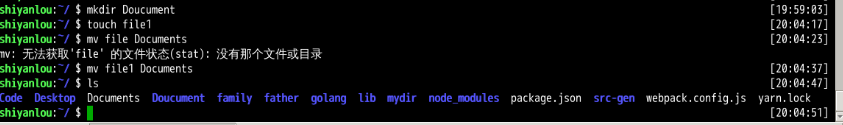 shiyanlou:~/ $ mkdir Doucument [19:59:03]
shiyanlou:~/ $ touch file1 [20:04:17]
shiyanlou:~/ $ mv file Documents [20:04:23]
mv: 无法获取'file' 的文件状态(stat): 没有那个文件或目录
shiyanlou:~/ $ mv file1 Documents [20:04:37]
shiyanlou:~/ $ ls [20:04:47]
Code Desktop Documents Doucument family father golang lib mydir node_modules package.json src-gen webpack.config.js yarn.lock
shiyanlou:~/ $ [20:04:51]